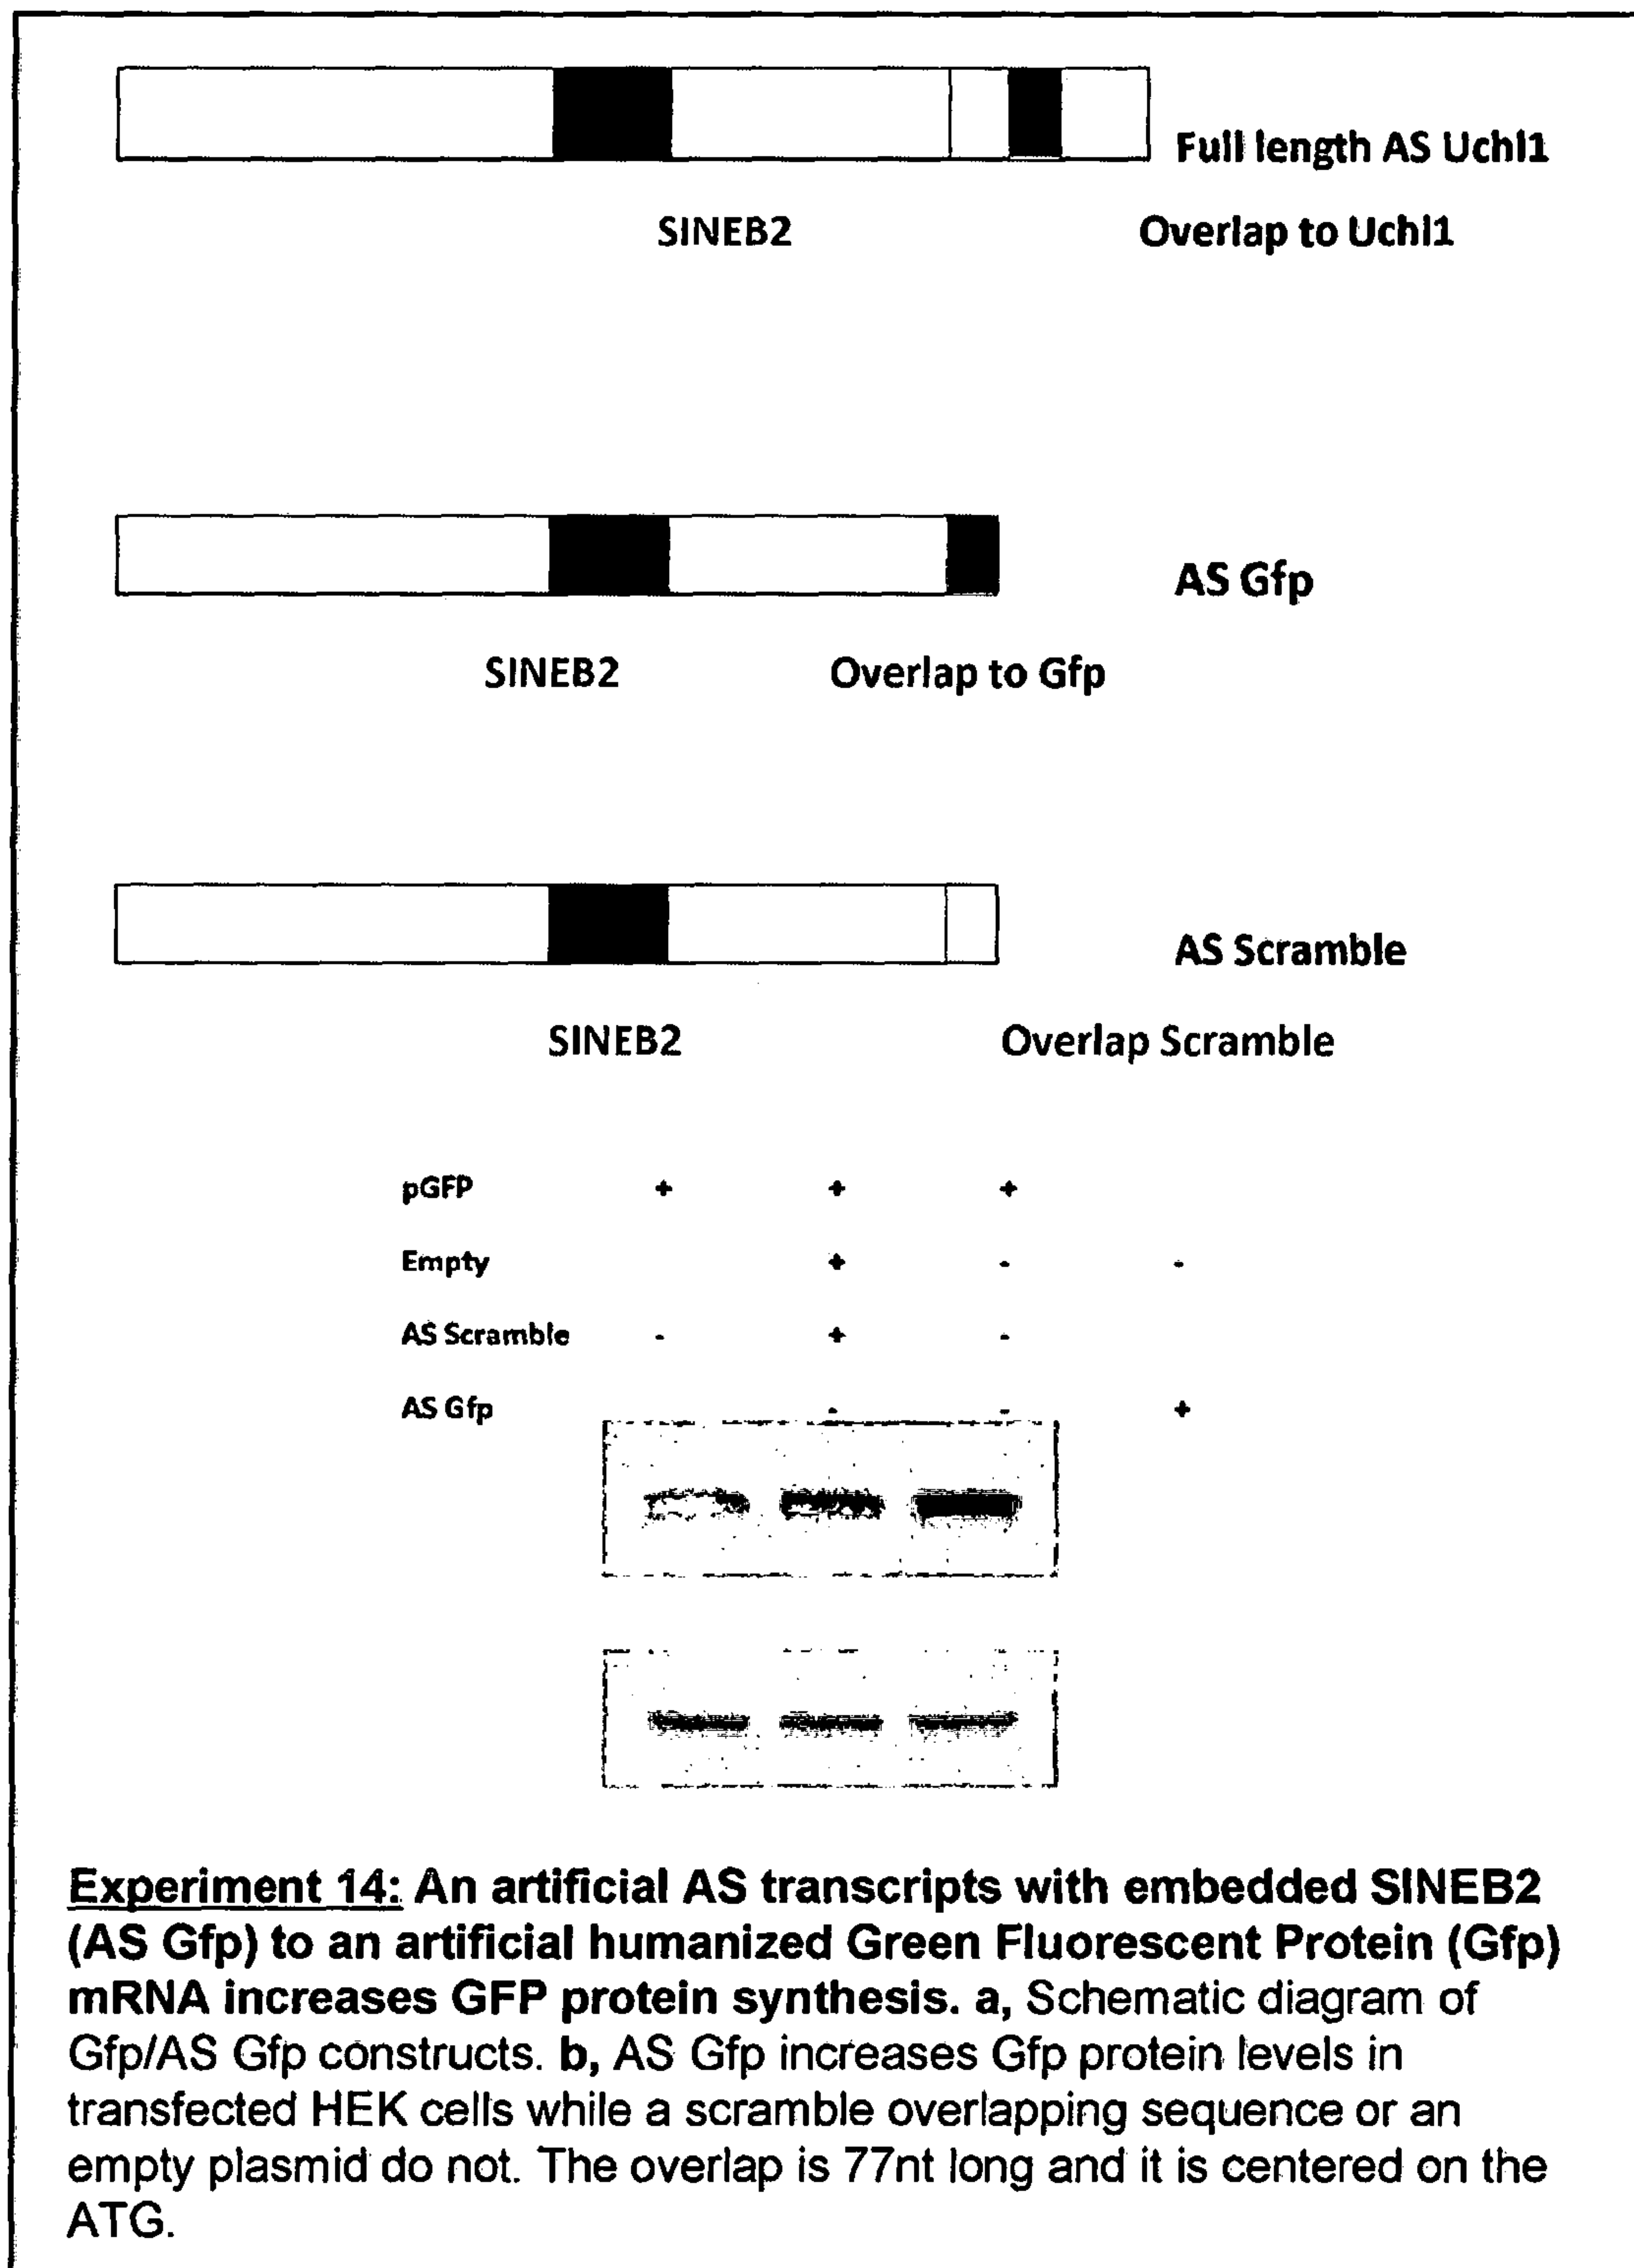 Full length AS Uchl1
SINEB2 Overlap to Uchl1
AS Gfp
SINEB2 Overlap to Gfp
AS Scramble
SINEB2 Overlap Scramble
pGFP + + +
Empty + - -
AS Scramble - + -
AS Gfp - - +
Experiment 14: An artificial AS transcripts with embedded SINEB2
(AS Gfp) to an artificial humanized Green Fluorescent Protein (Gfp)
mRNA increases GFP protein synthesis. a, Schematic diagram of
Gfp/AS Gfp constructs. b, AS Gfp increases Gfp protein levels in
transfected HEK cells while a scramble overlapping sequence or an
empty plasmid do not. The overlap is 77nt long and it is centered on the
ATG.